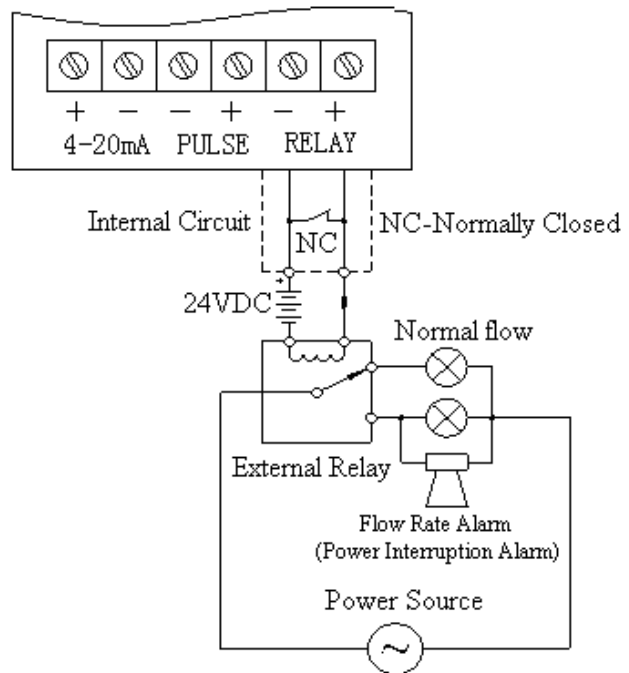 + − − + − +
4-20mA PULSE RELAY
Internal Circuit
NC
NC-Normally Closed
+
24VDC
Normal flow
External Relay
Flow Rate Alarm
(Power Interruption Alarm)
Power Source
~